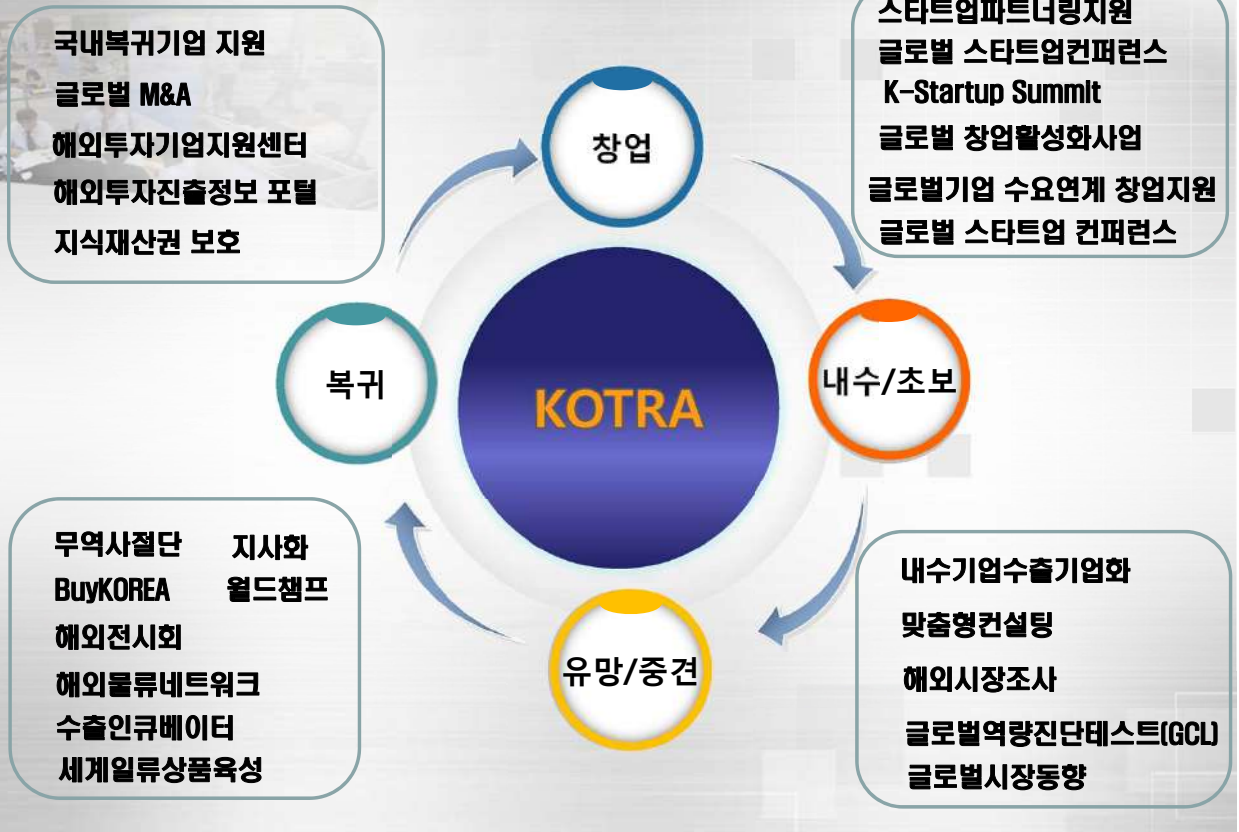 국내복귀기업 지원
글로벌 M&A
해외투자기업지원센터
해외투자진출정보 포털
지식재산권 보호
창업
스타트업파트너링지원
글로벌 스타트업컨퍼런스
K-Startup Summit
글로벌 창업활성화사업
글로벌기업 수요연계 창업지원
글로벌 스타트업 컨퍼런스
복귀
KOTRA
내수/초보
무역사절단 지사화
BuyKOREA 월드챔프
해외전시회
해외물류네트워크
수출인큐베이터
세계일류상품육성
유망/중견
내수기업수출기업화
맞춤형컨설팅
해외시장조사
글로벌역량진단테스트(GCL)
글로벌시장동향